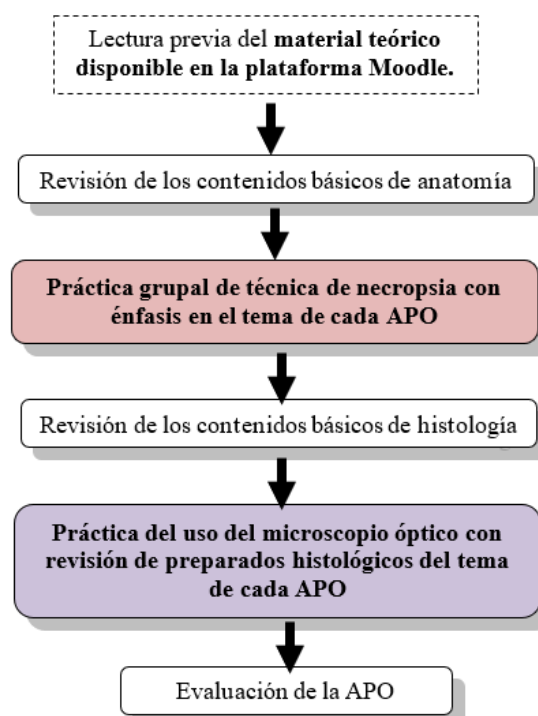 Lectura previa del material teórico
disponible en la plataforma Moodle.
Revisión de los contenidos básicos de anatomía
Práctica grupal de técnica de necropsia con
énfasis en el tema de cada APO
Revisión de los contenidos básicos de histología
Práctica del uso del microscopio óptico con
revisión de preparados histológicos del tema
de cada APO
Evaluación de la APO